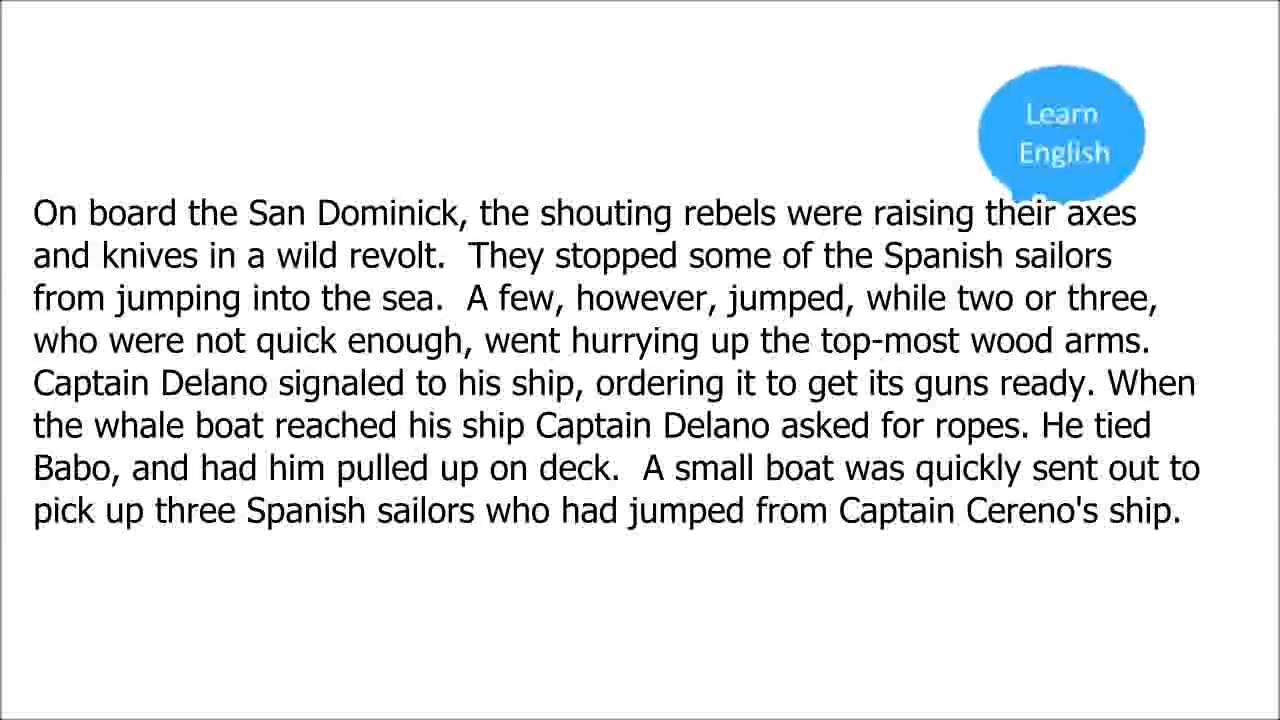 Learn
English
On board the San Dominick, the shouting rebels were raising their axes
and knives in a wild revolt.  They stopped some of the Spanish sailors
from jumping into the sea.  A few, however, jumped, while two or three,
who were not quick enough, went hurrying up the top-most wood arms.
Captain Delano signaled to his ship, ordering it to get its guns ready. When
the whale boat reached his ship Captain Delano asked for ropes. He tied
Babo, and had him pulled up on deck.  A small boat was quickly sent out to
pick up three Spanish sailors who had jumped from Captain Cereno's ship.